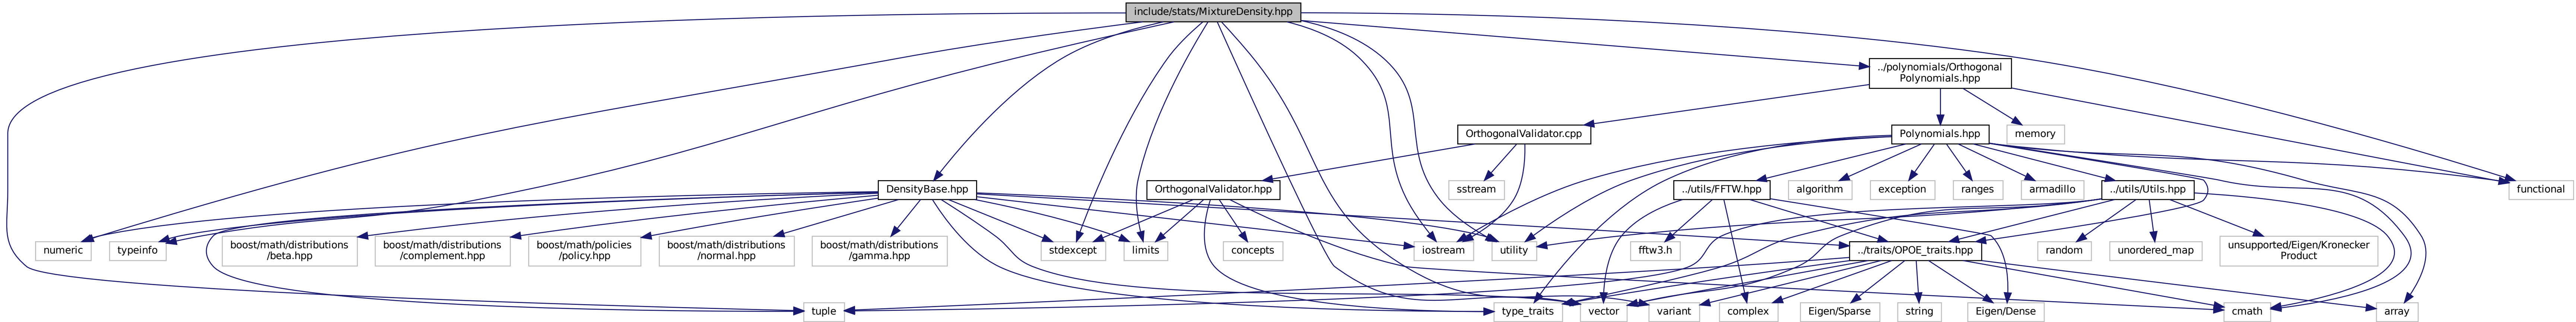 include/stats/MixtureDensity.hpp
../polynomials/Orthogonal
Polynomials.hpp
OrthogonalValidator.cpp
Polynomials.hpp
memory
DensityBase.hpp
OrthogonalValidator.hpp
sstream
../utils/FFTW.hpp
algorithm
exception
ranges
armadillo
../utils/Utils.hpp
functional
numeric
typeinfo
boost/math/distributions
/beta.hpp
boost/math/distributions
/complement.hpp
boost/math/policies
/policy.hpp
boost/math/distributions
/normal.hpp
boost/math/distributions
/gamma.hpp
stdexcept
limits
concepts
iostream
utility
fftw3.h
../traits/OPOE_traits.hpp
random
unordered_map
unsupported/Eigen/Kronecker
Product
tuple
type_traits
vector
variant
complex
Eigen/Sparse
string
Eigen/Dense
cmath
array